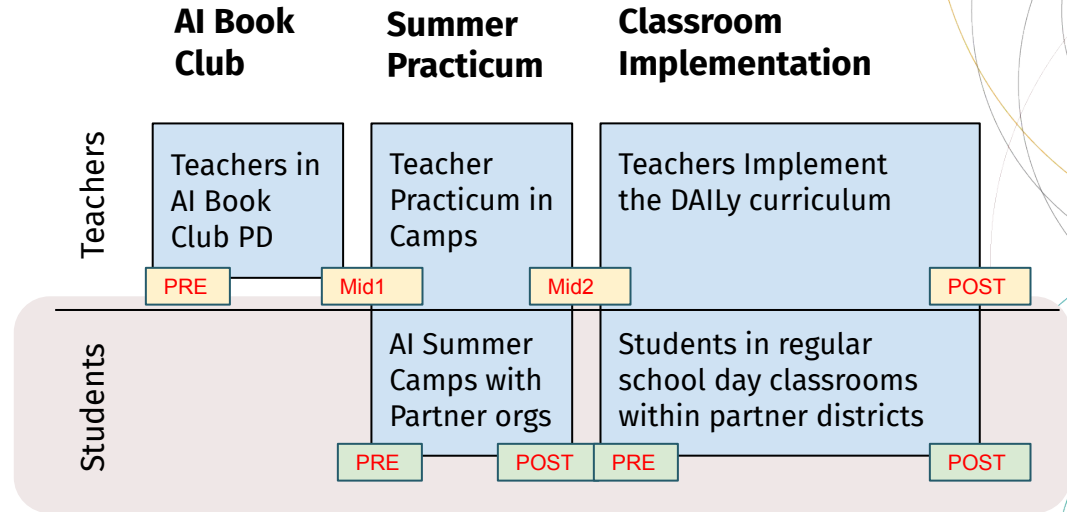 AI Book
Club
Summer
Practicum
Classroom
Implementation
Teachers
Teachers in
AI Book
Club PD
Teacher
Practicum in
Camps
Teachers Implement
the DAILy curriculum
PRE
Mid1
Mid2
POST
Students
AI Summer
Camps with
Partner orgs
Students in regular
school day classrooms
within partner districts
PRE
POST
PRE
POST